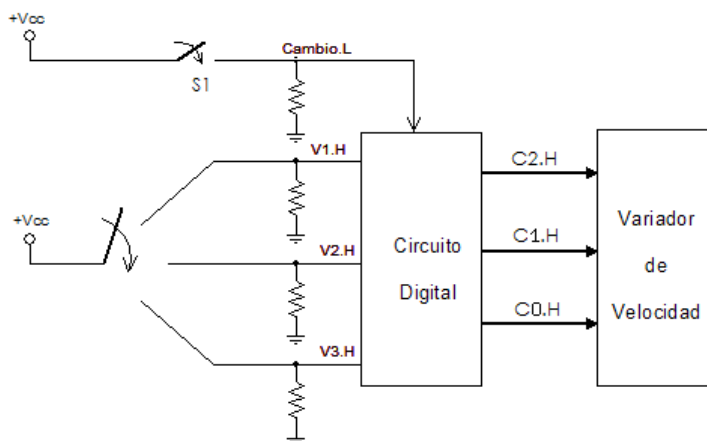 +Vcc
Cambio.L
S1
V1.H
C2.H
+Vcc
V2.H
Circuito
Digital
C1.H
Variador
de
Velocidad
V3.H
C0.H